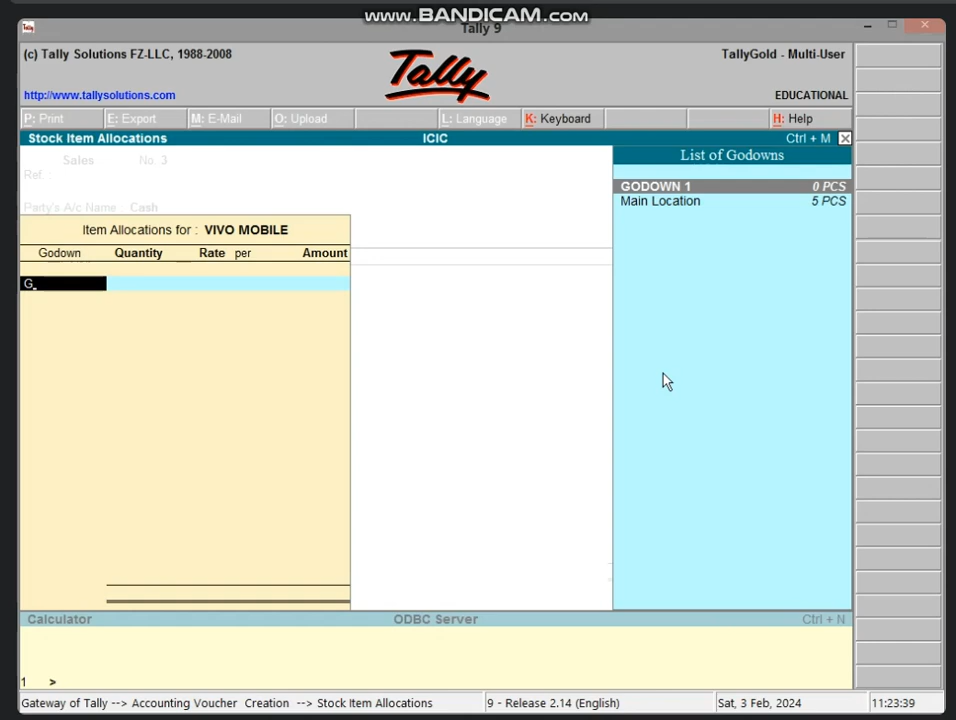 www.BANDICAM.com
Tally 9
(c) Tally Solutions FZ-LLC, 1988-2008
TallyGold - Multi-User
Tally
http://www.tallysolutions.com
EDUCATIONAL
P: Print E: Export M: E-Mail O: Upload L: Language K: Keyboard H: Help
Stock Item Allocations ICIC Ctrl + M
Sales No. 3
List of Godowns
Ref.
GODOWN 1 0 PCS
Main Location 5 PCS
Party's A/c Name Cash
Item Allocations for : VIVO MOBILE
Godown Quantity Rate per Amount
G
Calculator ODBC Server Ctrl + N
1 >
Gateway of Tally --> Accounting Voucher Creation --> Stock Item Allocations 9 - Release 2.14 (English) Sat, 3 Feb, 2024 11:23:39